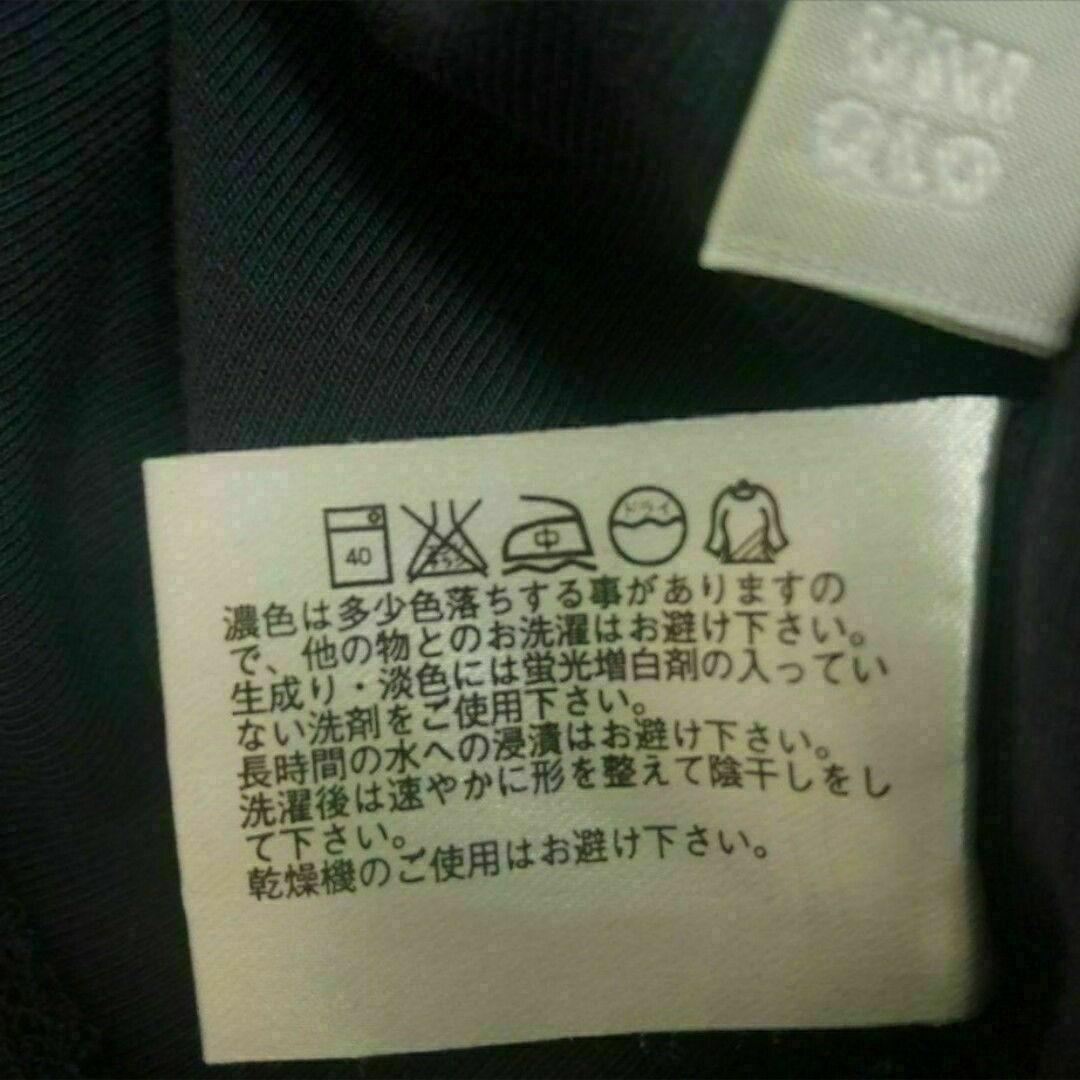 40
中
ドライ
濃色は多少色落ちする事がありますの
で、他の物とのお洗濯はお避け下さい。
生成り・淡色には蛍光増白剤の入ってい
ない洗剤をご使用下さい。
長時間の水への浸漬はお避け下さい。
洗濯後は速やかに形を整えて陰干しをし
て下さい。
乾燥機のご使用はお避け下さい。